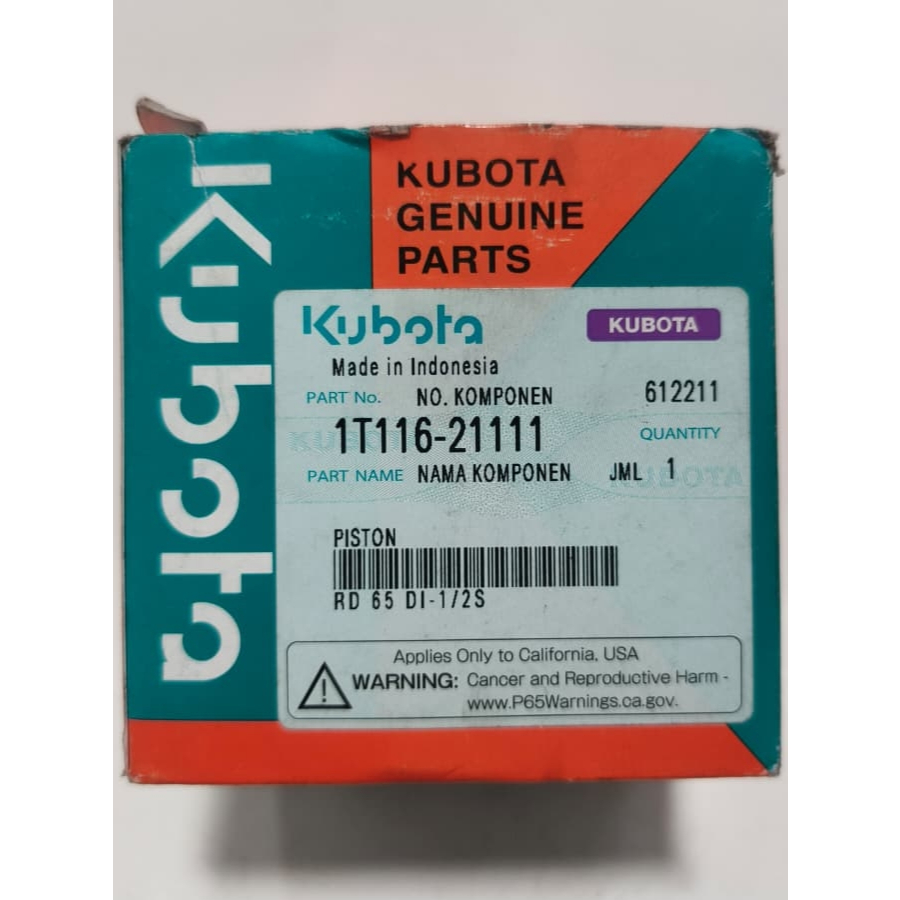 Kubota
KUBOTA
GENUINE
PARTS
Kubota
KUBOTA
Made in Indonesia
PART No. NO. KOMPONEN 612211
1T116-21111 QUANTITY
PART NAME NAMA KOMPONEN JML 1
KUBOTA KUBOTA
PISTON
RD 65 DI-1/2S
Applies Only to California, USA
WARNING: Cancer and Reproductive Harm -
www.P65Warnings.ca.gov.